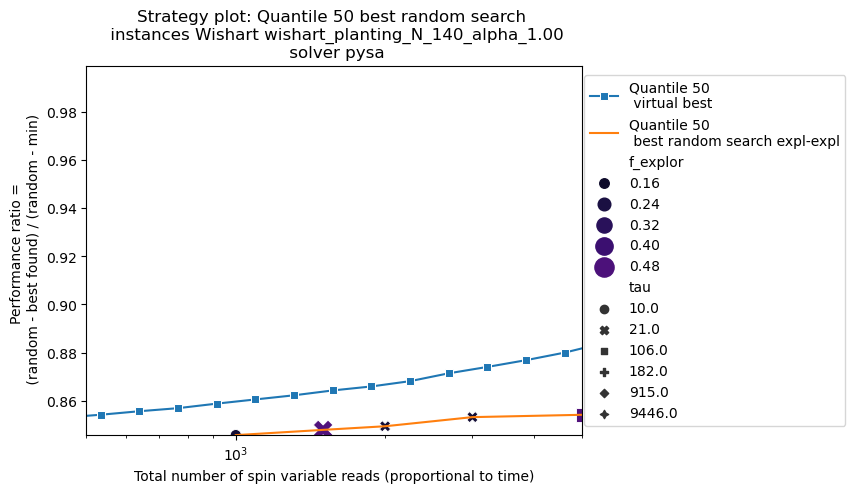 Strategy plot: Quantile 50 best random search
instances Wishart wishart_planting_N_140_alpha_1.00
solver pysa
Performance ratio =
(random - best found) / (random - min)
0.98
0.96
0.94
0.92
0.90
0.88
0.86
10^3
Total number of spin variable reads (proportional to time)
Quantile 50
virtual best
Quantile 50
best random search expl-expl
f_explor
0.16
0.24
0.32
0.40
0.48
tau
10.0
21.0
106.0
182.0
915.0
9446.0